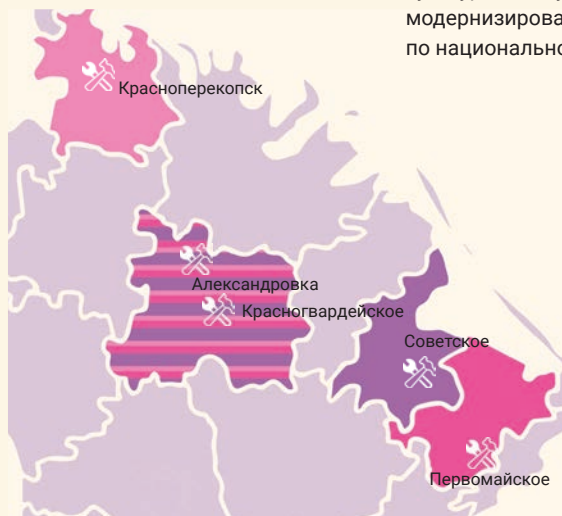 модернизирова
по национально
Красноперекопск
Александровка
Красногвардейское
Советское
Первомайское